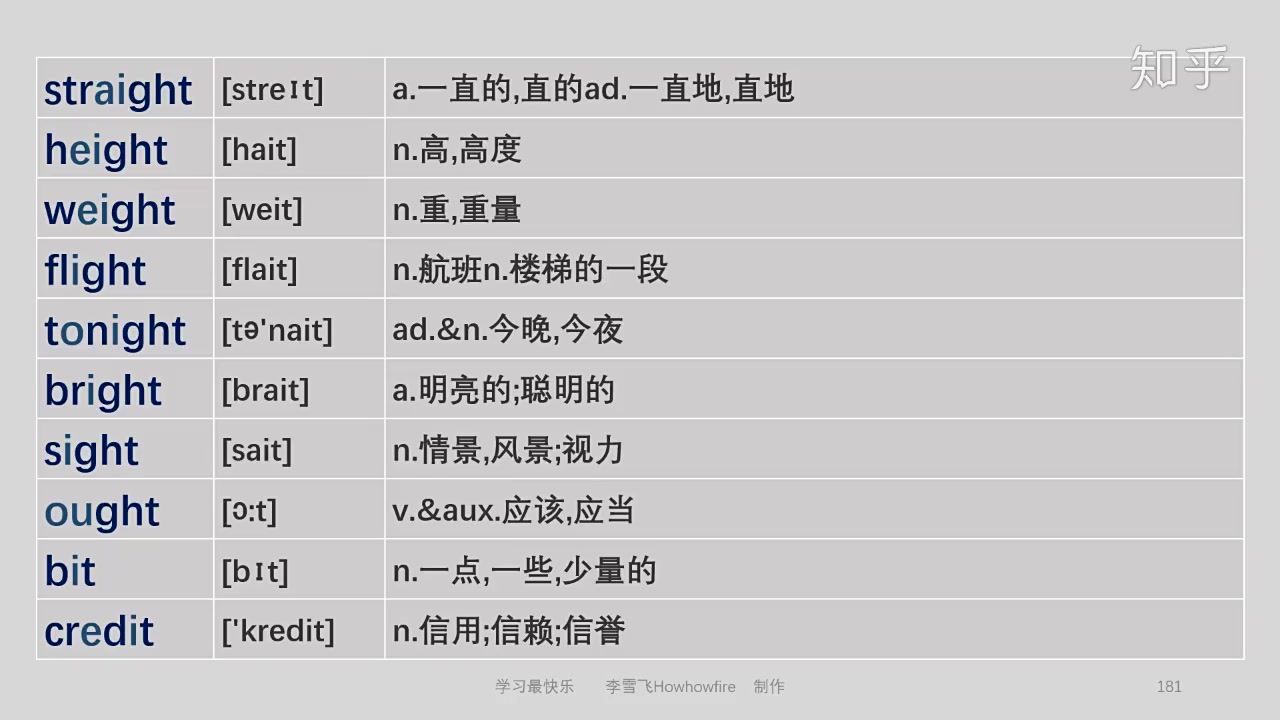 知乎
straight [streɪt] a.一直的,直的ad.一直地,直地
height [hait] n.高,高度
weight [weit] n.重,重量
flight [flait] n.航班n.楼梯的一段
tonight [tə'nait] ad.&n.今晚,今夜
bright [brait] a.明亮的;聪明的
sight [sait] n.情景,风景;视力
ought [ɔ:t] v.&aux.应该,应当
bit [bɪt] n.一点,一些,少量的
credit ['kredit] n.信用;信赖;信誉
学习最快乐 李雪飞Howhowfire 制作 181